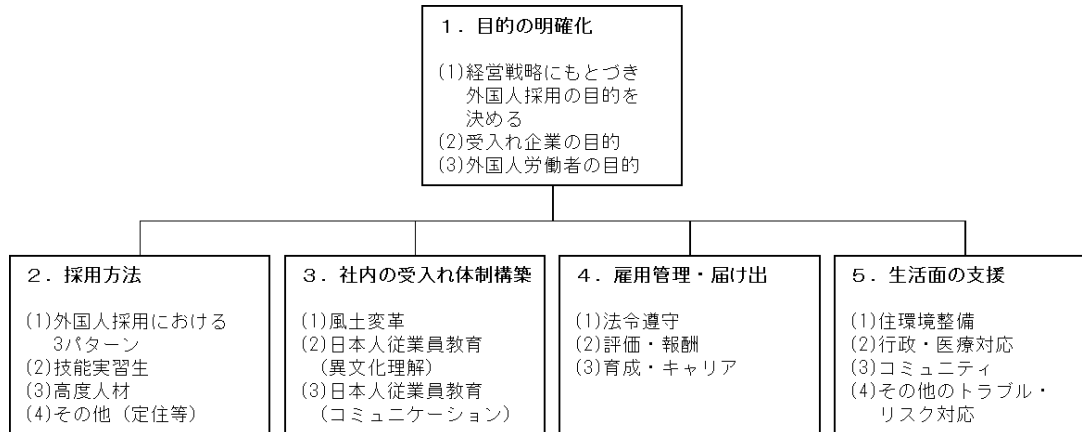 １．目的の明確化
(1)経営戦略にもとづき
外国人採用の目的を
決める
(2)受入れ企業の目的
(3)外国人労働者の目的
２．採用方法
(1)外国人採用における
3パターン
(2)技能実習生
(3)高度人材
(4)その他（定住等）
３．社内の受入れ体制構築
(1)風土変革
(2)日本人従業員教育
（異文化理解）
(3)日本人従業員教育
（コミュニケーション）
４．雇用管理・届け出
(1)法令遵守
(2)評価・報酬
(3)育成・キャリア
５．生活面の支援
(1)住環境整備
(2)行政・医療対応
(3)コミュニティ
(4)その他のトラブル・
リスク対応